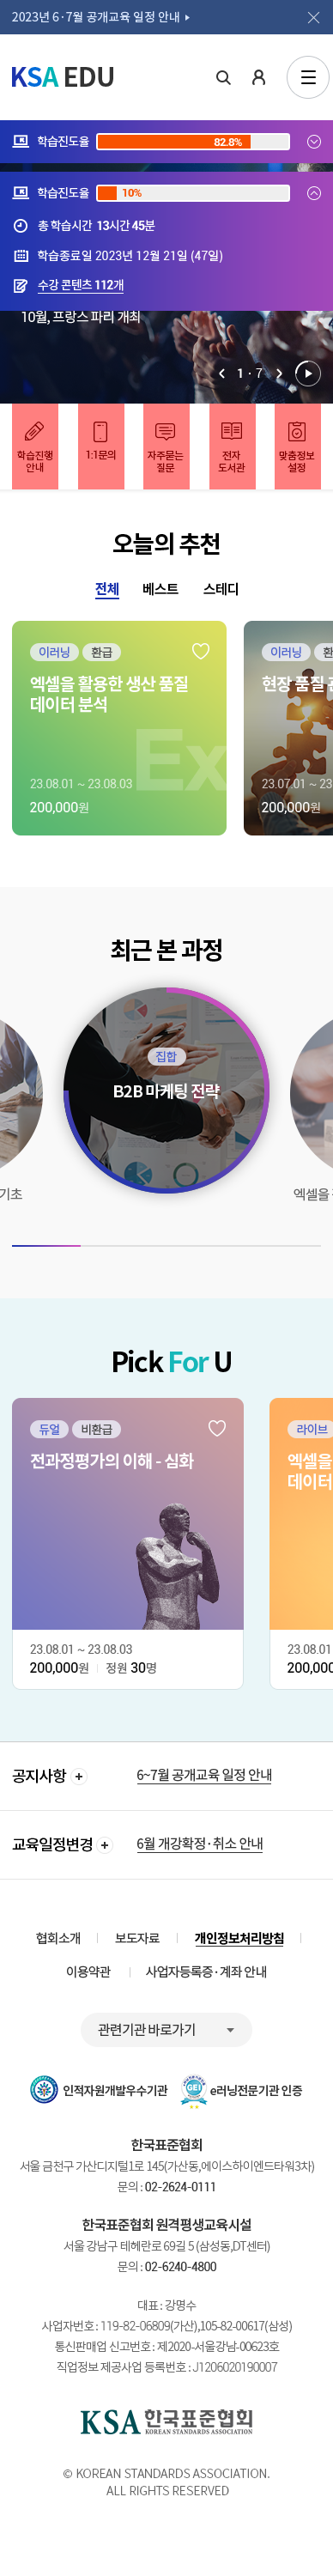 2023년 6·7월 공개교육 일정 안내
KSA EDU
학습진도율 82.8%
학습진도율 10%
총 학습시간 13시간 45분
학습종료일 2023년 12월 21일 (47일)
수강 콘텐츠 112개
10월, 프랑스 파리 개최
1 · 7
학습진행 안내
1:1문의
자주묻는 질문
전자 도서관
맞춤정보 설정
오늘의 추천
전체 베스트 스테디
이러닝 환급
엑셀을 활용한 생산 품질
데이터 분석
Ex
23.08.01 ~ 23.08.03
200,000원
이러닝
현장 품질
23.07.01 ~ 23
200,000원
최근 본 과정
집합
B2B 마케팅 전략
기초
엑셀을
Pick For U
듀얼 비환급
전과정평가의 이해 - 심화
23.08.01 ~ 23.08.03
200,000원 정원 30명
라이브
엑셀을
데이터
23.08.01
200,000
공지사항 6~7월 공개교육 일정 안내
교육일정변경 6월 개강확정·취소 안내
협회소개 보도자료 개인정보처리방침
이용약관 사업자등록증·계좌 안내
관련기관 바로가기
인적자원개발우수기관 e러닝전문기관 인증
한국표준협회
서울 금천구 가산디지털1로 145(가산동,에이스하이엔드타워3차)
문의 : 02-2624-0111
한국표준협회 원격평생교육시설
서울 강남구 테헤란로 69길 5 (삼성동,DT센터)
문의 : 02-6240-4800
대표 : 강명수
사업자번호 : 119-82-06809(가산),105-82-00617(삼성)
통신판매업 신고번호 : 제2020-서울강남-00623호
직업정보 제공사업 등록번호 : J1206020190007
KSA 한국표준협회
KOREAN STANDARDS ASSOCIATION
© KOREAN STANDARDS ASSOCIATION.
ALL RIGHTS RESERVED